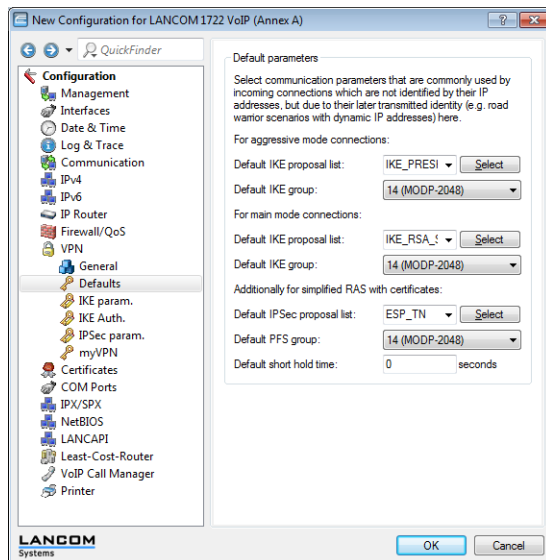 New Configuration for LANCOM 1722 VoIP (Annex A)
QuickFinder
Configuration
Management
Interfaces
Date & Time
Log & Trace
Communication
IPv4
IPv6
IP Router
Firewall/QoS
VPN
General
Defaults
IKE param.
IKE Auth.
IPSec param.
myVPN
Certificates
COM Ports
IPX/SPX
NetBIOS
LANCAPI
Least-Cost-Router
VoIP Call Manager
Printer
Default parameters
Select communication parameters that are commonly used by
incoming connections which are not identified by their IP
addresses, but due to their later transmitted identity (e.g. road
warrior scenarios with dynamic IP addresses) here.
For aggressive mode connections:
Default IKE proposal list: IKE_PRESI Select
Default IKE group: 14 (MODP-2048)
For main mode connections:
Default IKE proposal list: IKE_RSA_S Select
Default IKE group: 14 (MODP-2048)
Additionally for simplified RAS with certificates:
Default IPSec proposal list: ESP_TN Select
Default PFS group: 14 (MODP-2048)
Default short hold time: 0 seconds
LANCOM
Systems
OK Cancel